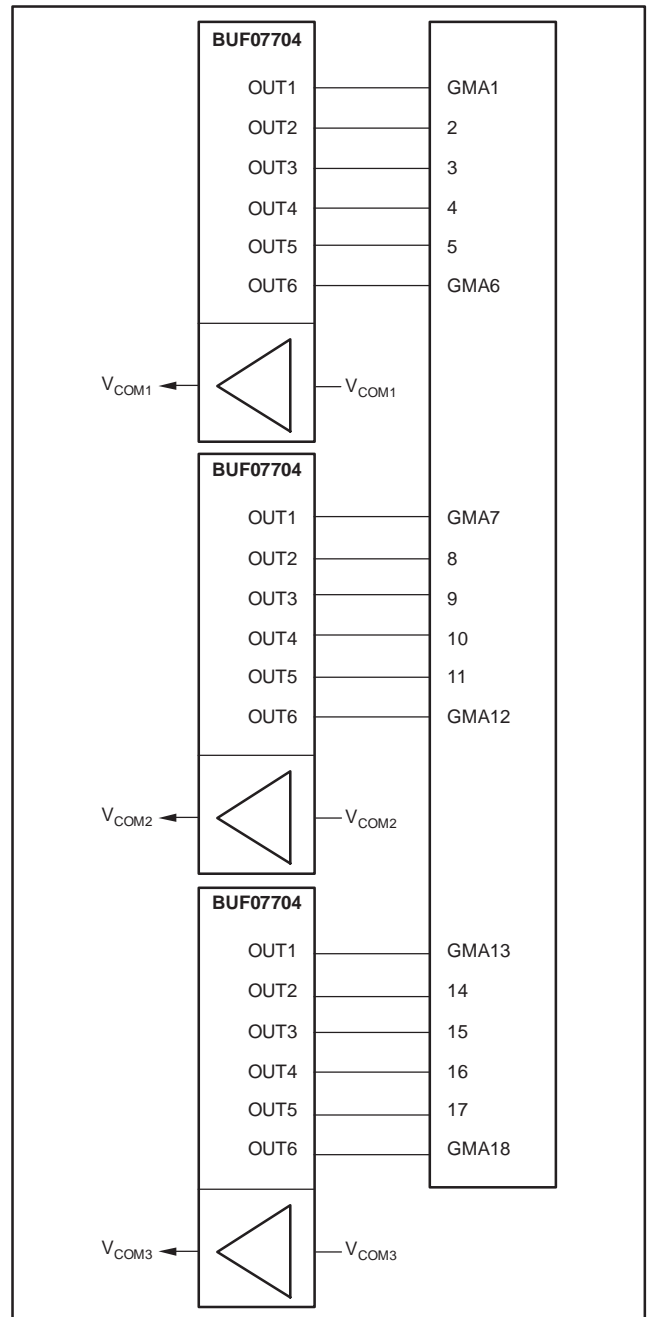 BUF07704
OUT1 GMA1
OUT2 2
OUT3 3
OUT4 4
OUT5 5
OUT6 GMA6
VCOM1 VCOM1
BUF07704
OUT1 GMA7
OUT2 8
OUT3 9
OUT4 10
OUT5 11
OUT6 GMA12
VCOM2 VCOM2
BUF07704
OUT1 GMA13
OUT2 14
OUT3 15
OUT4 16
OUT5 17
OUT6 GMA18
VCOM3 VCOM3